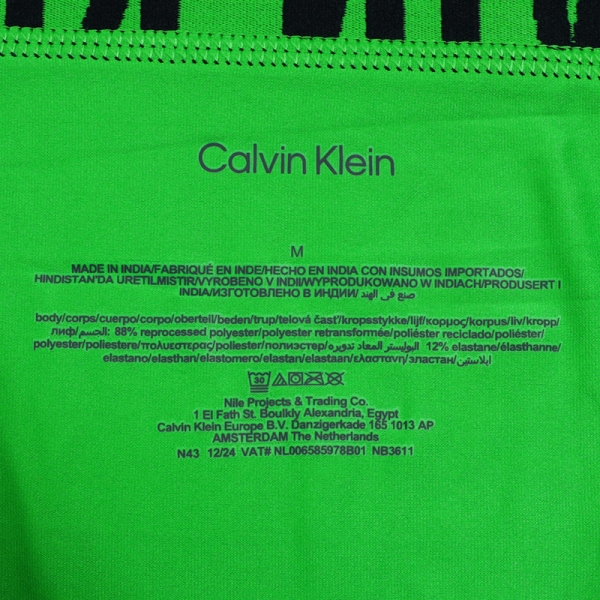 Calvin Klein
M
MADE IN INDIA/FABRIQUÉ EN INDE/HECHO EN INDIA CON INSUMOS IMPORTADOS/
HINDISTAN'DA URETILMISTIR/VYROBENO V INDII/WYPRODUKOWANO W INDIACH/PRODUSERT I
INDIA/ИЗГОТОВЛЕНО В ИНДИИ/ صنع في الهند
body/corps/cuerpo/corpo/oberteil/beden/trup/telová časť/kropsstykke/lijf/κορμος/korpus/liv/kropp/
лиф/الجسم: 88% reprocessed polyester/polyester retransformée/poliéster reciclado/poliéster/
polyester/poliestere/πολυεστερας/poliester/полиэстер/البوليستر المعاد تدويره 12% elastane/élasthanne/
elastano/elasthan/elastomero/elastan/elastaan/ελαστανη/эластан/ايلاستين
30
Nile Projects & Trading Co.
1 El Fath St. Boulkly Alexandria, Egypt
Calvin Klein Europe B.V. Danzigerkade 165 1013 AP
AMSTERDAM The Netherlands
N43 12/24 VAT# NL006585978B01 NB3611